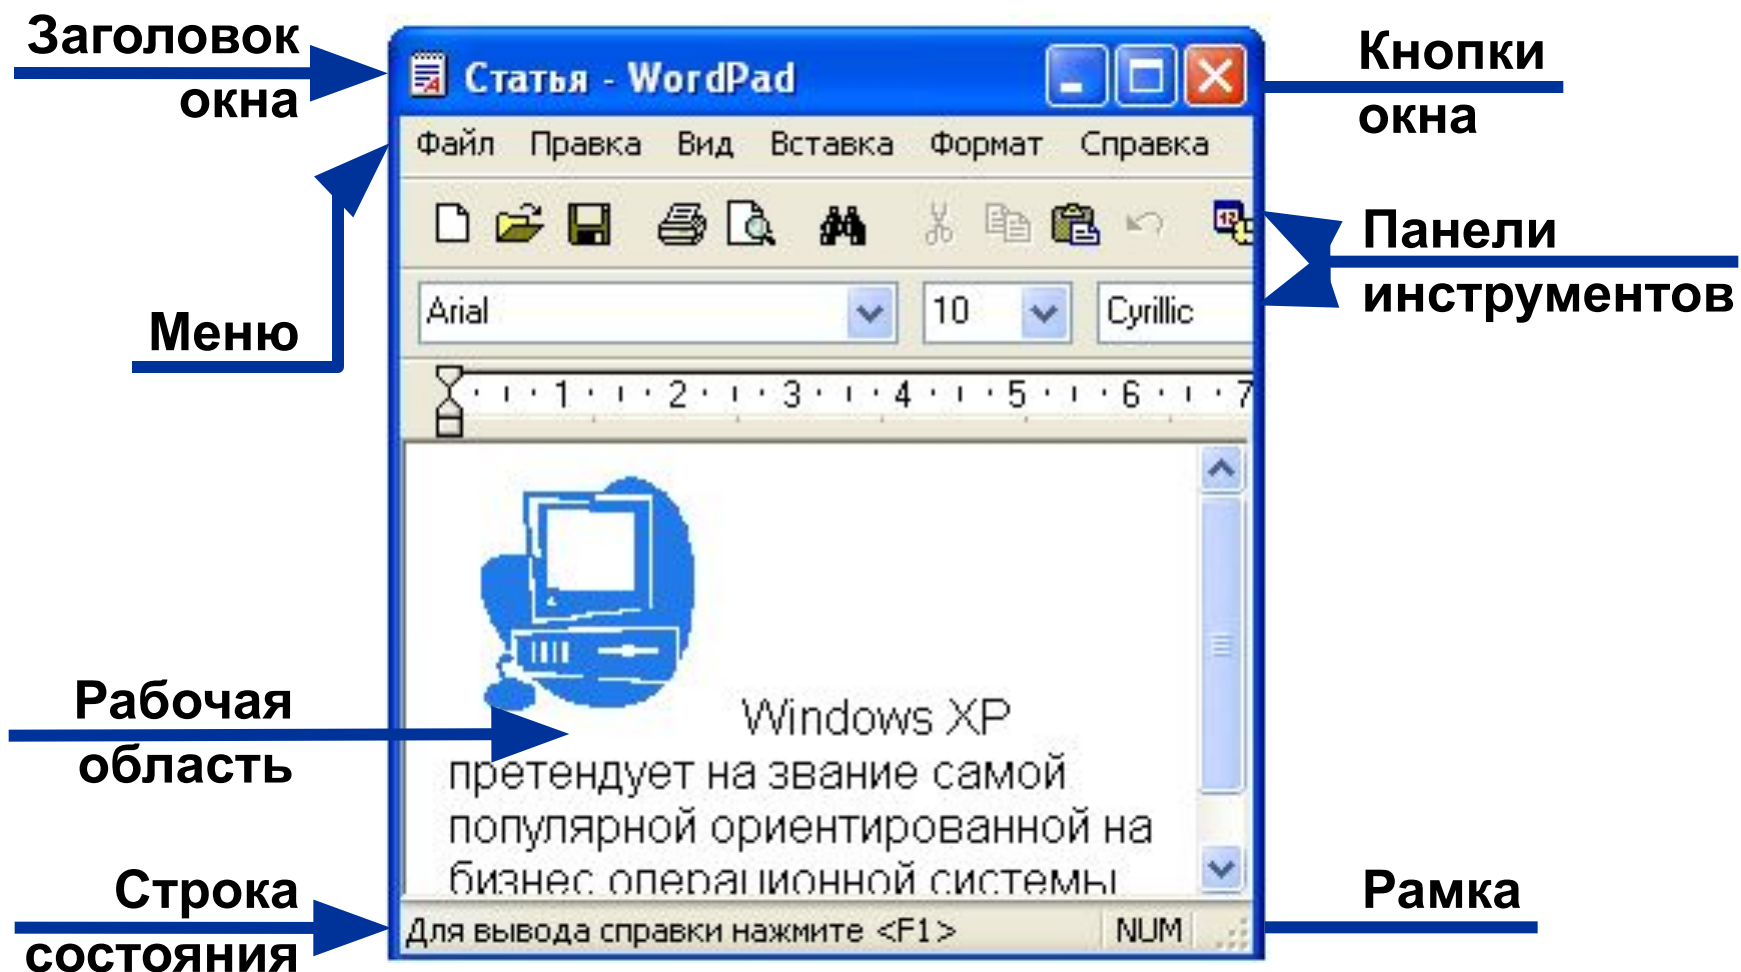 Заголовок
окна
Статья - WordPad
Кнопки
окна
Файл Правка Вид Вставка Формат Справка
Меню
12
Панели
инструментов
Arial 10 Cyrillic
1 2 3 4 5 6 7
Рабочая
область
Windows XP
претендует на звание самой
популярной ориентированной на
бизнес операционной системы
Строка
состояния
Для вывода справки нажмите <F1> NUM
Рамка